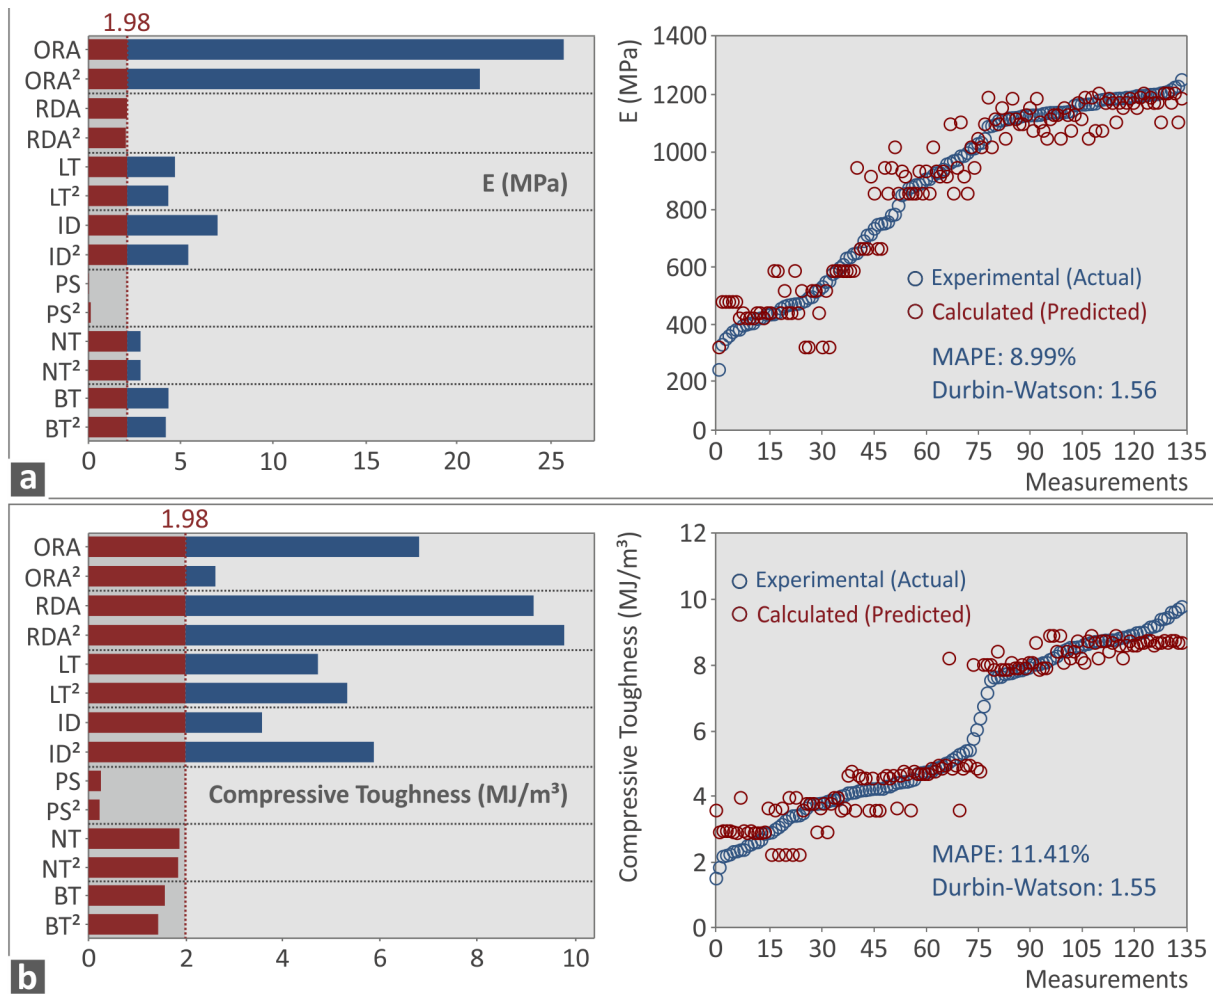 1.98
ORA
ORA²
RDA
RDA²
LT
LT²
ID
ID²
PS
PS²
NT
NT²
BT
BT²
E (MPa)
0 5 10 15 20 25
a
E (MPa)
1400
1200
1000
800
600
400
200
0
Experimental (Actual)
Calculated (Predicted)
MAPE: 8.99%
Durbin-Watson: 1.56
0 15 30 45 60 75 90 105 120 135
Measurements
1.98
ORA
ORA²
RDA
RDA²
LT
LT²
ID
ID²
PS
PS²
NT
NT²
BT
BT²
Compressive Toughness (MJ/m³)
0 2 4 6 8 10
b
Compressive Toughness (MJ/m³)
12
10
8
6
4
2
0
Experimental (Actual)
Calculated (Predicted)
MAPE: 11.41%
Durbin-Watson: 1.55
0 15 30 45 60 75 90 105 120 135
Measurements